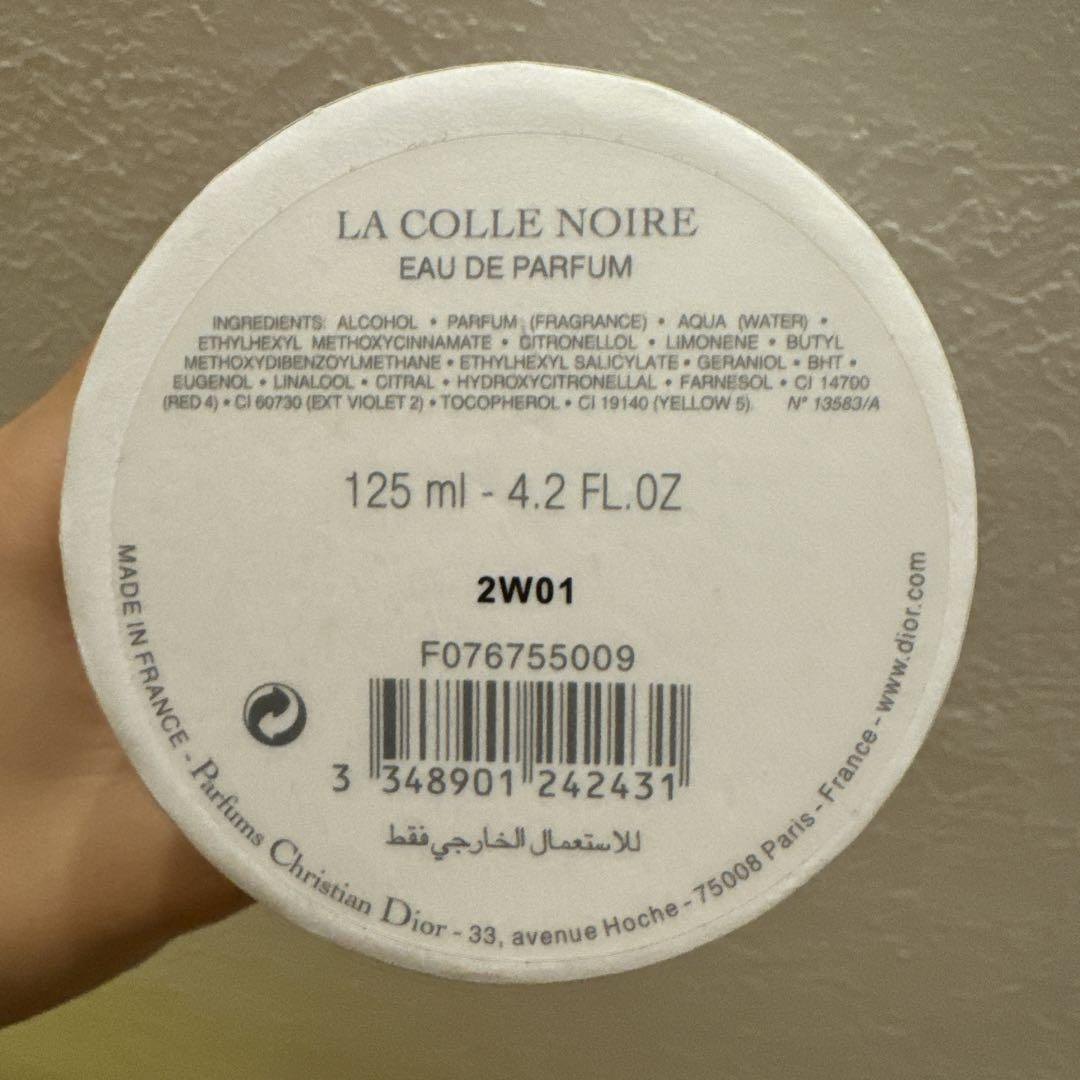 LA COLLE NOIRE
EAU DE PARFUM
INGREDIENTS: ALCOHOL • PARFUM (FRAGRANCE) • AQUA (WATER) •
ETHYLHEXYL METHOXYCINNAMATE • CITRONELLOL • LIMONENE • BUTYL
METHOXYDIBENZOYLMETHANE • ETHYLHEXYL SALICYLATE • GERANIOL • BHT •
EUGENOL • LINALOOL • CITRAL • HYDROXYCITRONELLAL • FARNESOL • CI 14700
(RED 4) • CI 60730 (EXT VIOLET 2) • TOCOPHEROL • CI 19140 (YELLOW 5). N° 13583/A
125 ml - 4.2 FL.OZ
2W01
F076755009
3 348901 242431
للاستعمال الخارجي فقط
MADE IN FRANCE - Parfums Christian Dior - 33, avenue Hoche - 75008 Paris - France - www.dior.com